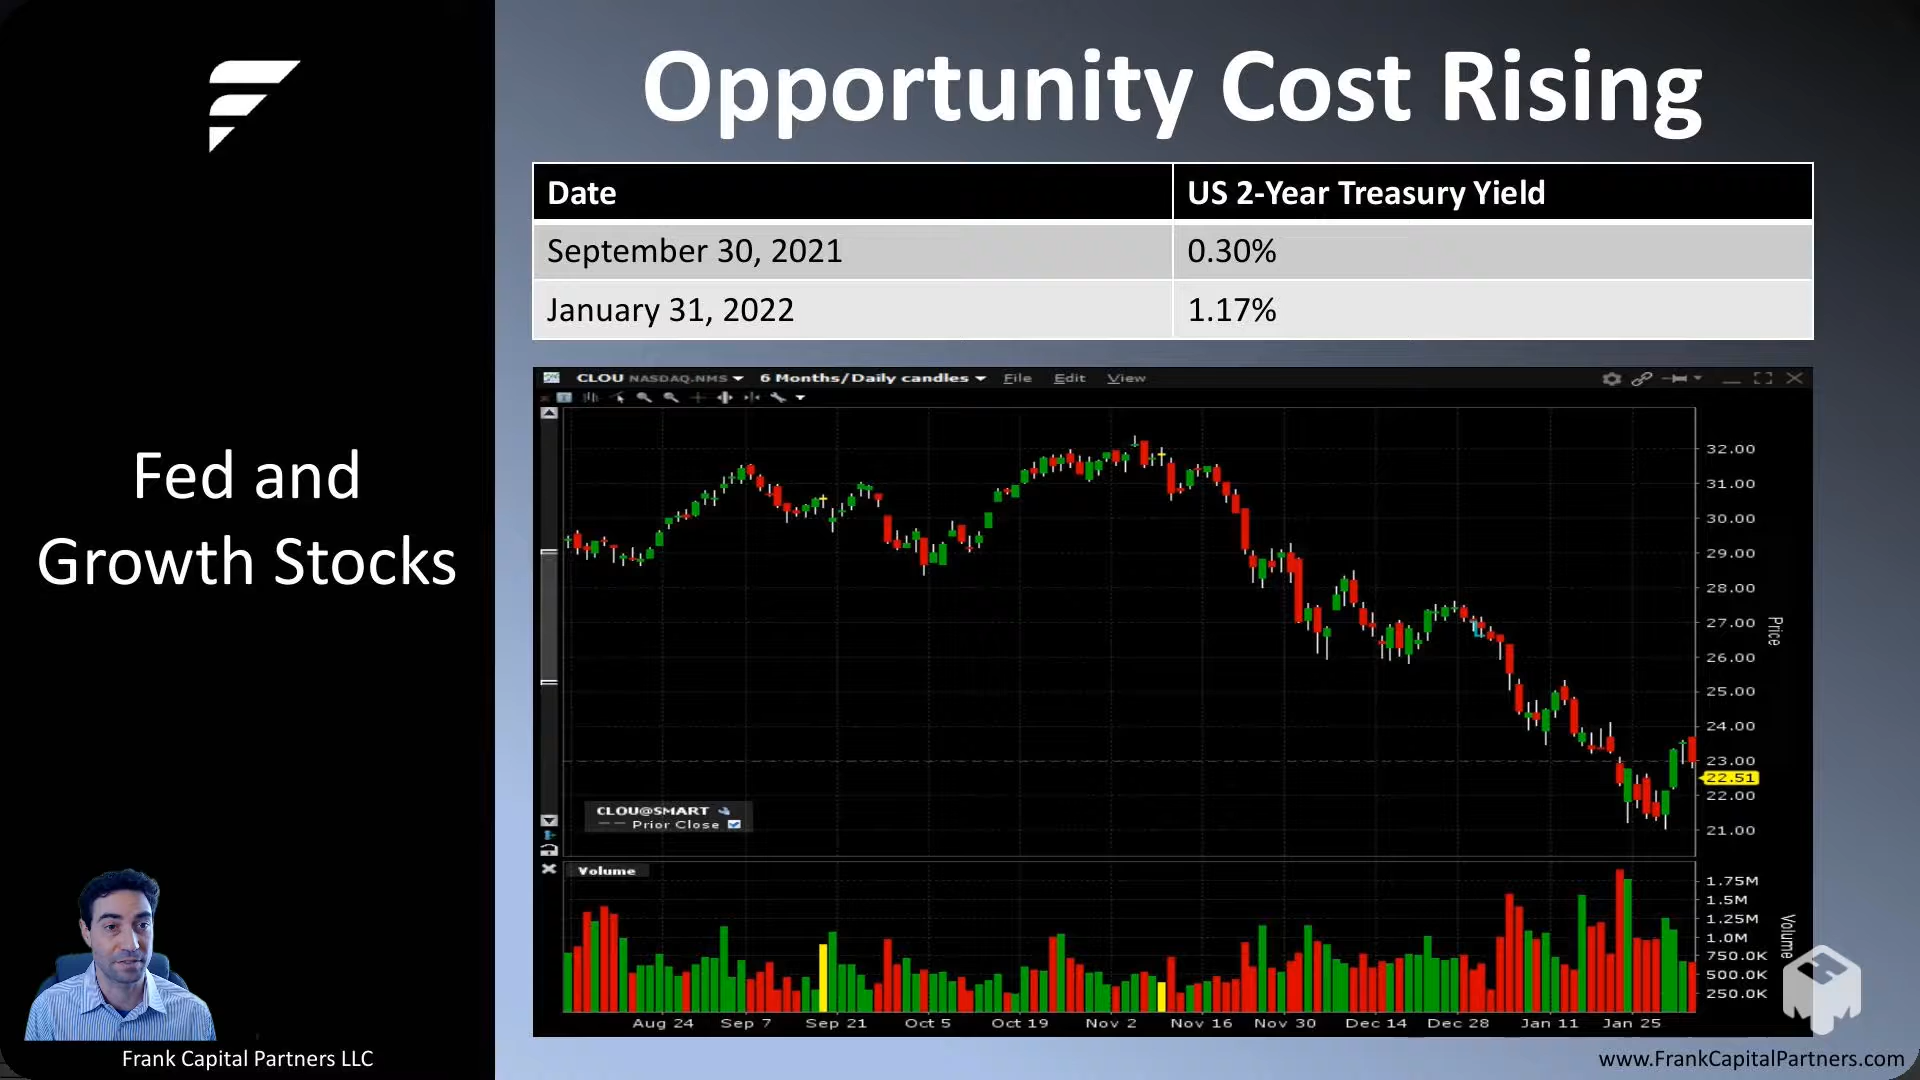 Opportunity Cost Rising
Date
US 2-Year Treasury Yield
September 30, 2021
0.30%
January 31, 2022
1.17%
Fed and
Growth Stocks
CLOU NASDAQ.NMS 6 Months/Daily candles File Edit View
32.00
31.00
30.00
29.00
28.00
27.00
26.00
25.00
24.00
23.00
22.51
22.00
21.00
Price
CLOU@SMART
Prior Close
Volume
1.75M
1.5M
1.25M
1.0M
750.0K
500.0K
250.0K
Volume
Aug 24 Sep 7 Sep 21 Oct 5 Oct 19 Nov 2 Nov 16 Nov 30 Dec 14 Dec 28 Jan 11 Jan 25
Frank Capital Partners LLC
www.FrankCapitalPartners.com